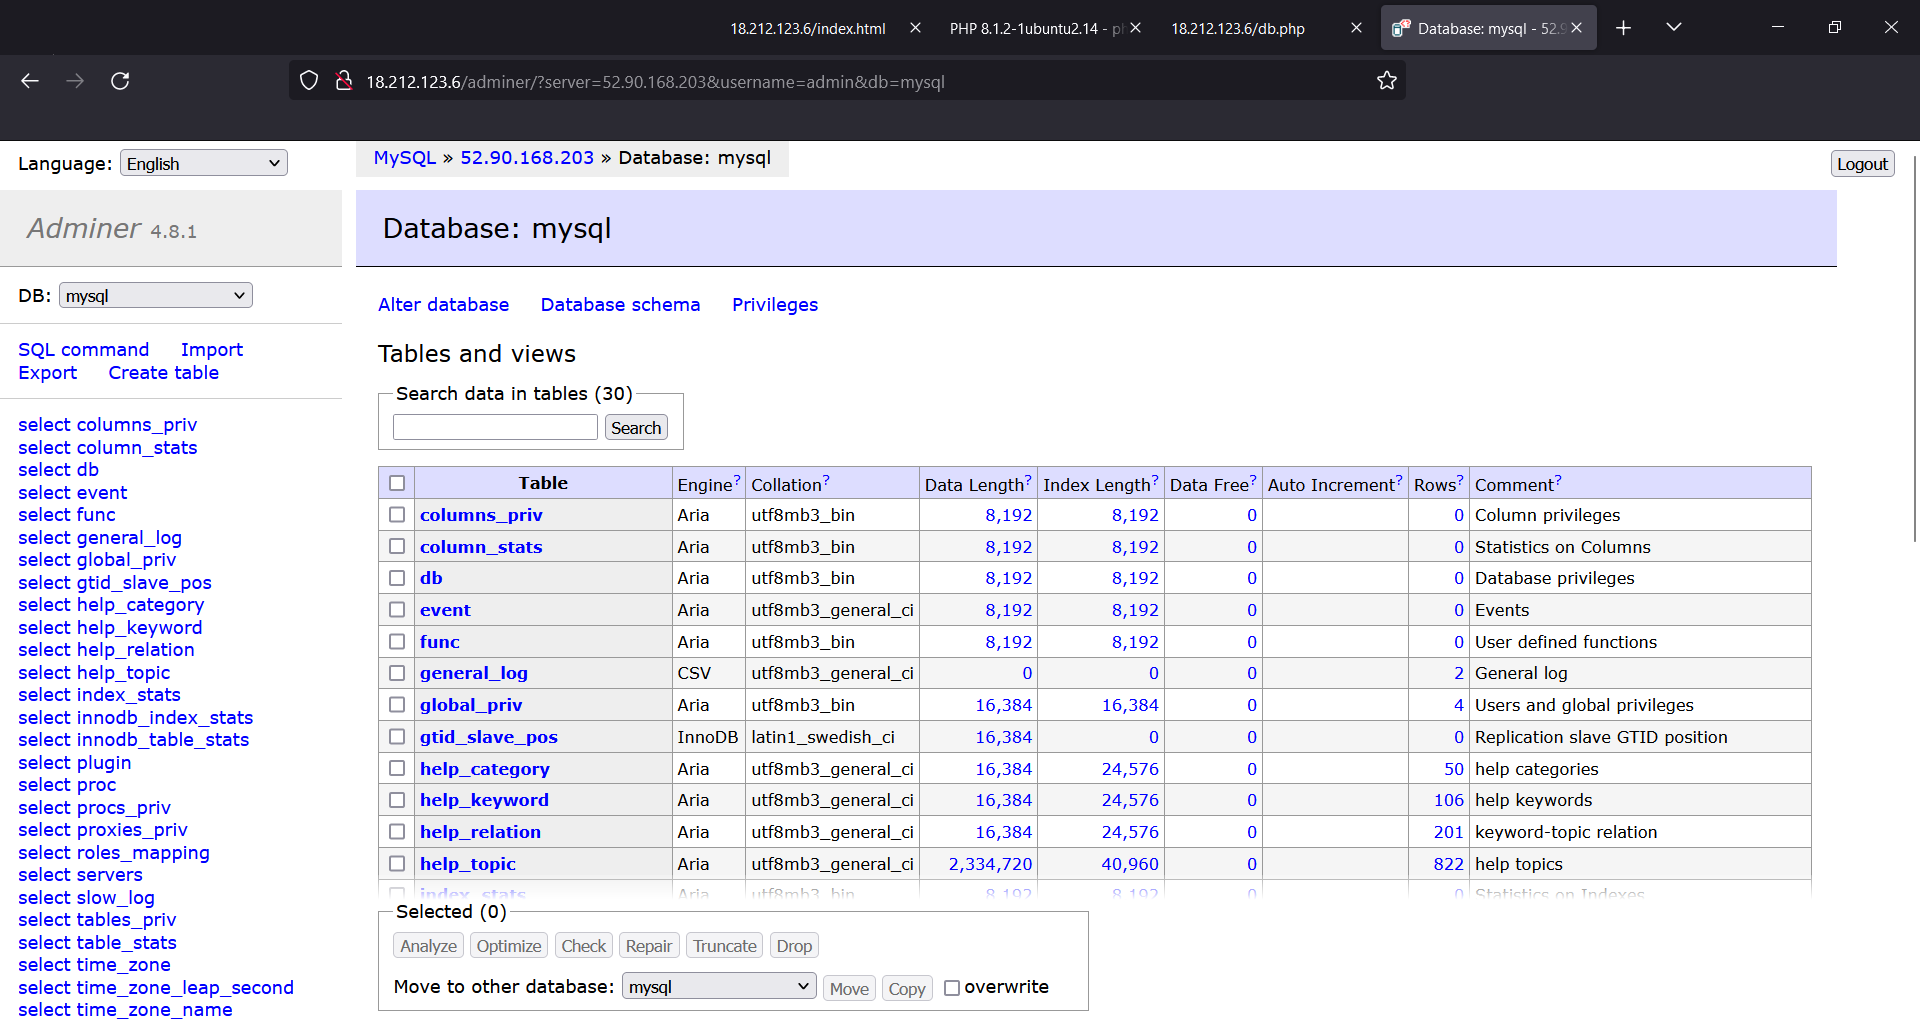 18.212.123.6/index.html
PHP 8.1.2-1ubuntu2.14 - p
18.212.123.6/db.php
Database: mysql - 52.9
18.212.123.6/adminer/?server=52.90.168.203&username=admin&db=mysql
Language: English
MySQL » 52.90.168.203 » Database: mysql
Logout
Adminer 4.8.1
Database: mysql
DB: mysql
SQL command Import
Export Create table
select columns_priv
select column_stats
select db
select event
select func
select general_log
select global_priv
select gtid_slave_pos
select help_category
select help_keyword
select help_relation
select help_topic
select index_stats
select innodb_index_stats
select innodb_table_stats
select plugin
select proc
select procs_priv
select proxies_priv
select roles_mapping
select servers
select slow_log
select tables_priv
select table_stats
select time_zone
select time_zone_leap_second
select time_zone_name
Alter database Database schema Privileges
Tables and views
Search data in tables (30)
Search
Table Engine? Collation? Data Length? Index Length? Data Free? Auto Increment? Rows? Comment?
columns_priv Aria utf8mb3_bin 8,192 8,192 0 0 Column privileges
column_stats Aria utf8mb3_bin 8,192 8,192 0 0 Statistics on Columns
db Aria utf8mb3_bin 8,192 8,192 0 0 Database privileges
event Aria utf8mb3_general_ci 8,192 8,192 0 0 Events
func Aria utf8mb3_bin 8,192 8,192 0 0 User defined functions
general_log CSV utf8mb3_general_ci 0 0 0 2 General log
global_priv Aria utf8mb3_bin 16,384 16,384 0 4 Users and global privileges
gtid_slave_pos InnoDB latin1_swedish_ci 16,384 0 0 0 Replication slave GTID position
help_category Aria utf8mb3_general_ci 16,384 24,576 0 50 help categories
help_keyword Aria utf8mb3_general_ci 16,384 24,576 0 106 help keywords
help_relation Aria utf8mb3_general_ci 16,384 24,576 0 201 keyword-topic relation
help_topic Aria utf8mb3_general_ci 2,334,720 40,960 0 822 help topics
index_stats Aria utf8mb3_bin 8,192 8,192 0 0 Statistics on Indexes
Selected (0)
Analyze Optimize Check Repair Truncate Drop
Move to other database: mysql Move Copy overwrite